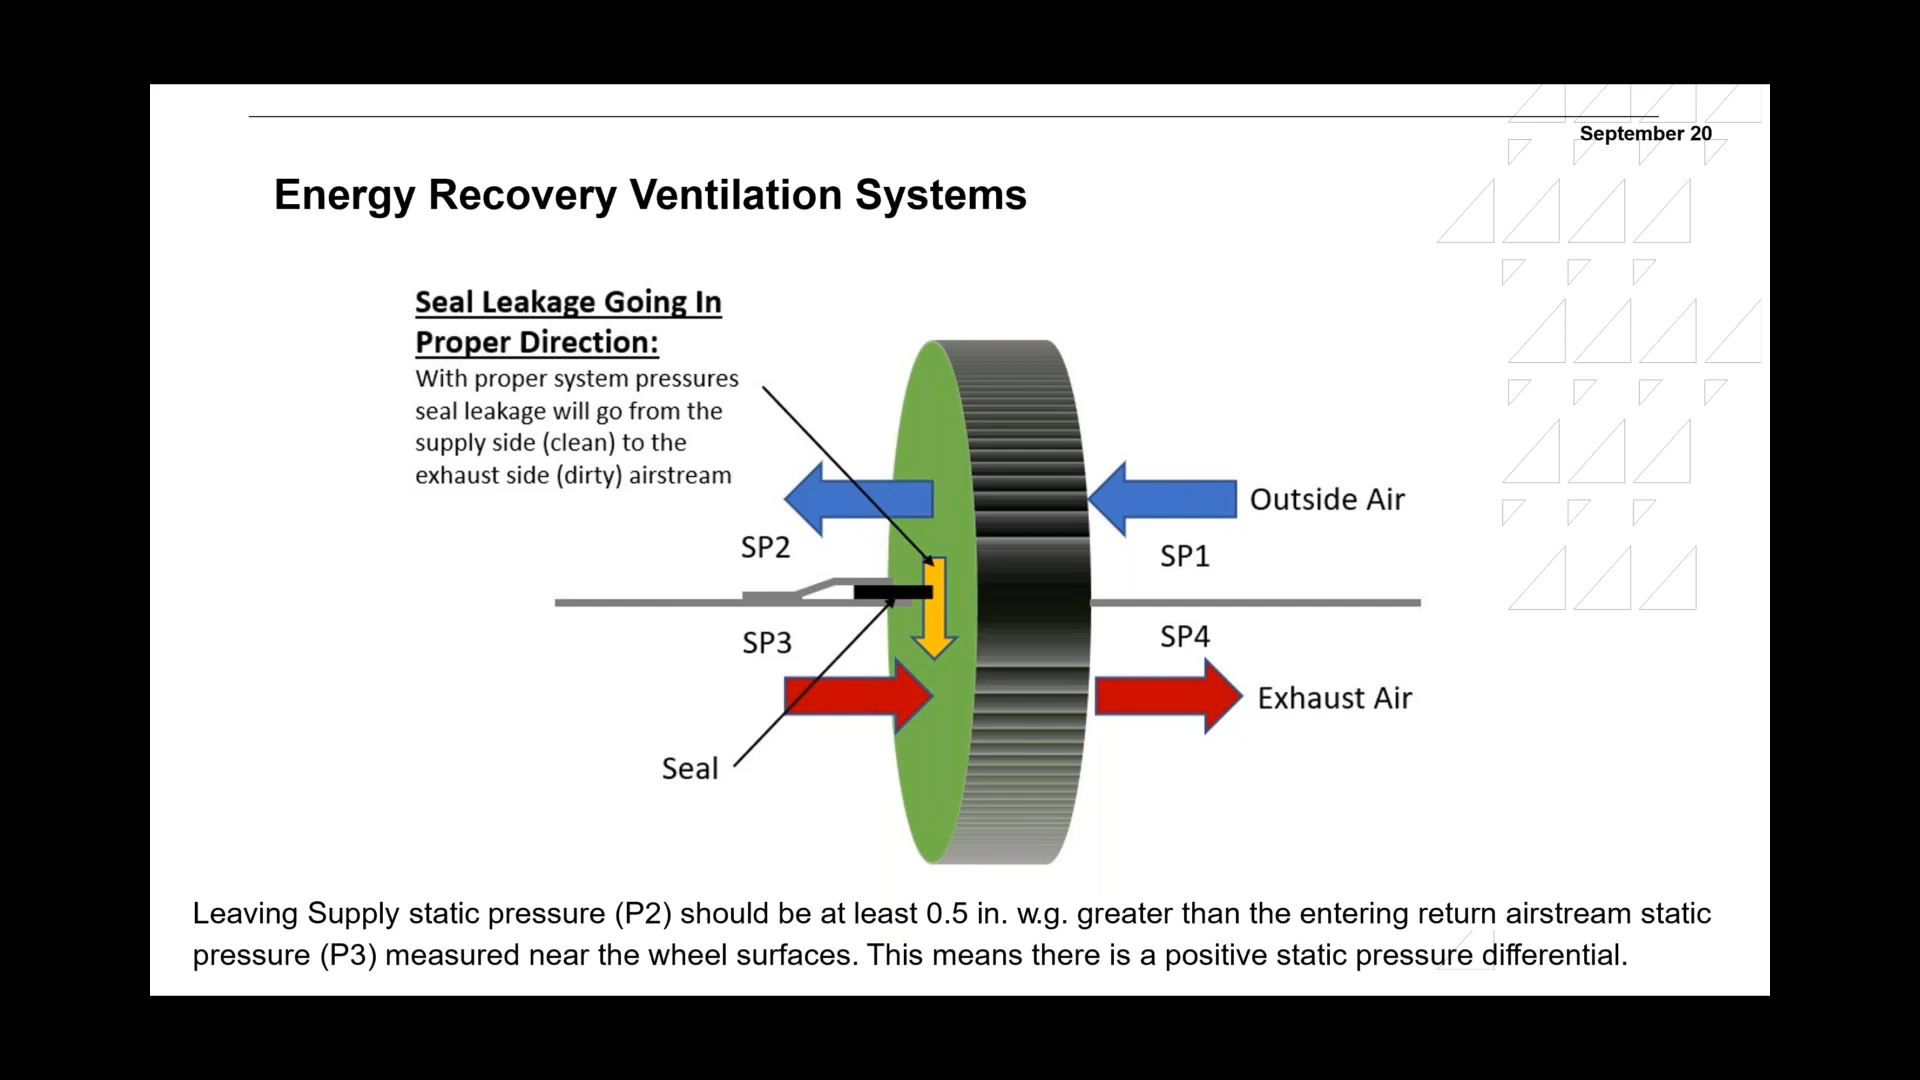 September 20
Energy Recovery Ventilation Systems
Seal Leakage Going In
Proper Direction:
With proper system pressures
seal leakage will go from the
supply side (clean) to the
exhaust side (dirty) airstream
Outside Air
SP2
SP1
SP3
SP4
Exhaust Air
Seal
Leaving Supply static pressure (P2) should be at least 0.5 in. w.g. greater than the entering return airstream static
pressure (P3) measured near the wheel surfaces. This means there is a positive static pressure differential.